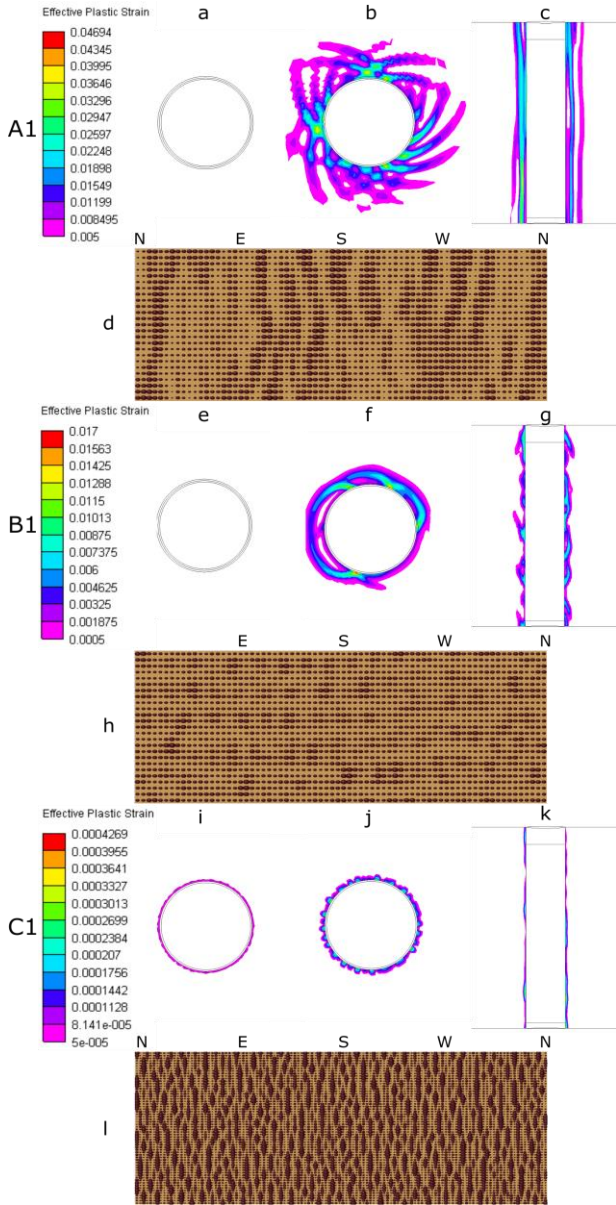 a b c
Effective Plastic Strain
0.04694
0.04345
0.03995
0.03646
0.03296
0.02947
0.02597
0.02248
0.01898
0.01549
0.01199
0.008495
0.005
A1
N E S W N
d
Effective Plastic Strain
e f g
0.017
0.01563
0.01425
0.01288
0.0115
0.01013
0.00875
0.007375
0.006
0.004625
0.00325
0.001875
0.0005
B1
E S W N
h
Effective Plastic Strain
i j k
0.0004269
0.0003955
0.0003641
0.0003327
0.0003013
0.0002699
0.0002384
0.000207
0.0001756
0.0001442
0.0001128
8.141e-005
5e-005
C1
N E S W N
l